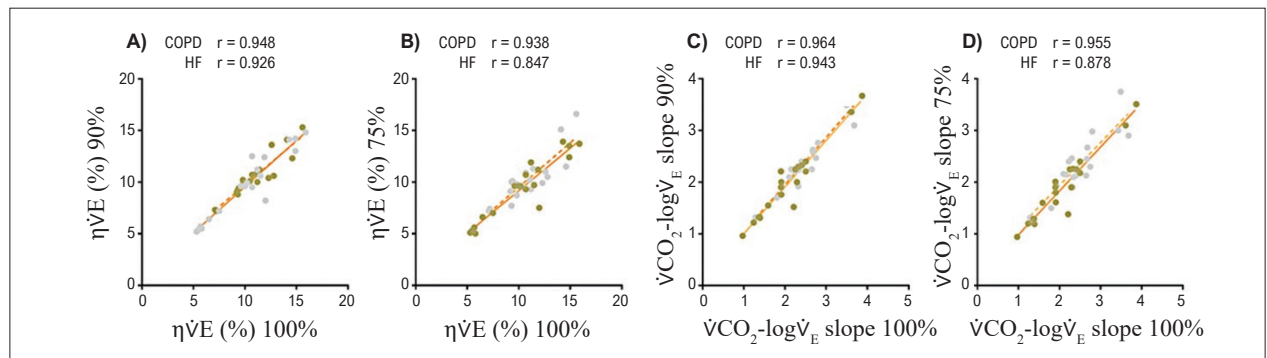 A) COPD r = 0.948
HF r = 0.926
20
15
10
5
0
0 5 10 15 20
ηV̇E (%) 90%
ηV̇E (%) 100%
B) COPD r = 0.938
HF r = 0.847
20
15
10
5
0
0 5 10 15 20
ηV̇E (%) 75%
ηV̇E (%) 100%
C) COPD r = 0.964
HF r = 0.943
4
3
2
1
0
0 1 2 3 4 5
V̇CO₂-logV̇E slope 90%
V̇CO₂-logV̇E slope 100%
D) COPD r = 0.955
HF r = 0.878
4
3
2
1
0
0 1 2 3 4 5
V̇CO₂-logV̇E slope 75%
V̇CO₂-logV̇E slope 100%